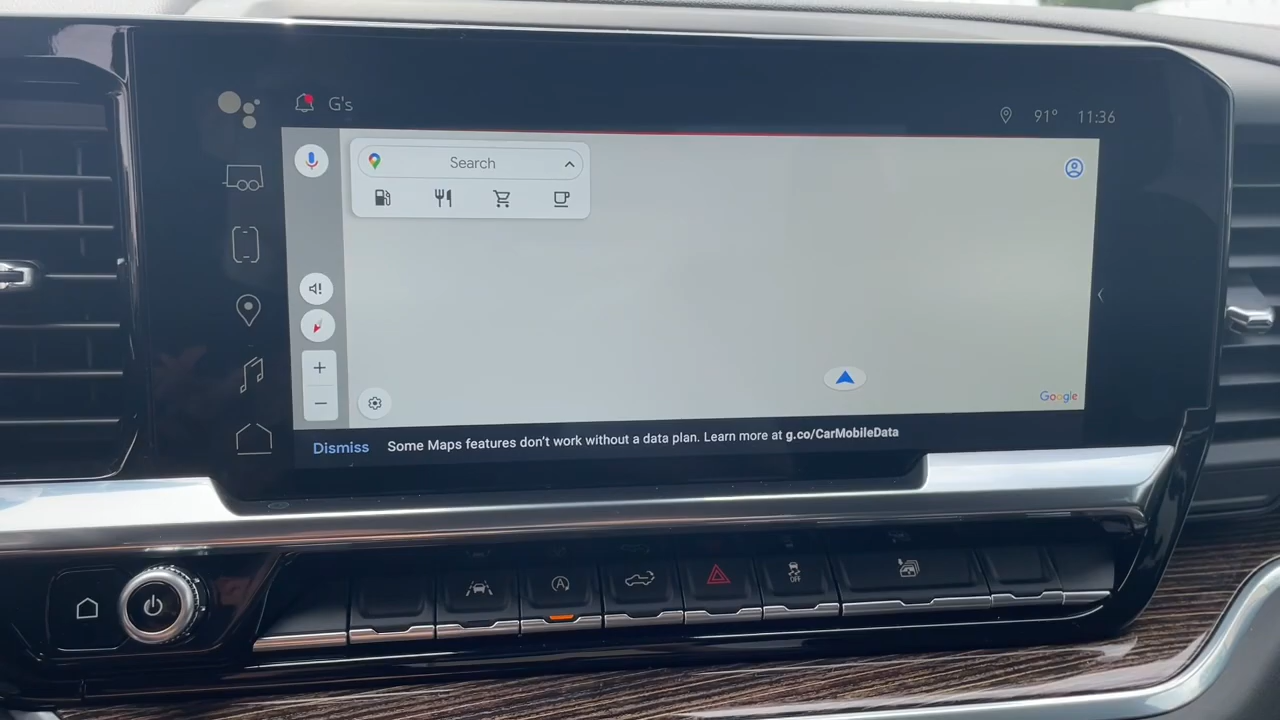 G's
91° 11:36
Search
Google
Dismiss Some Maps features don't work without a data plan. Learn more at g.co/CarMobileData
A
OFF